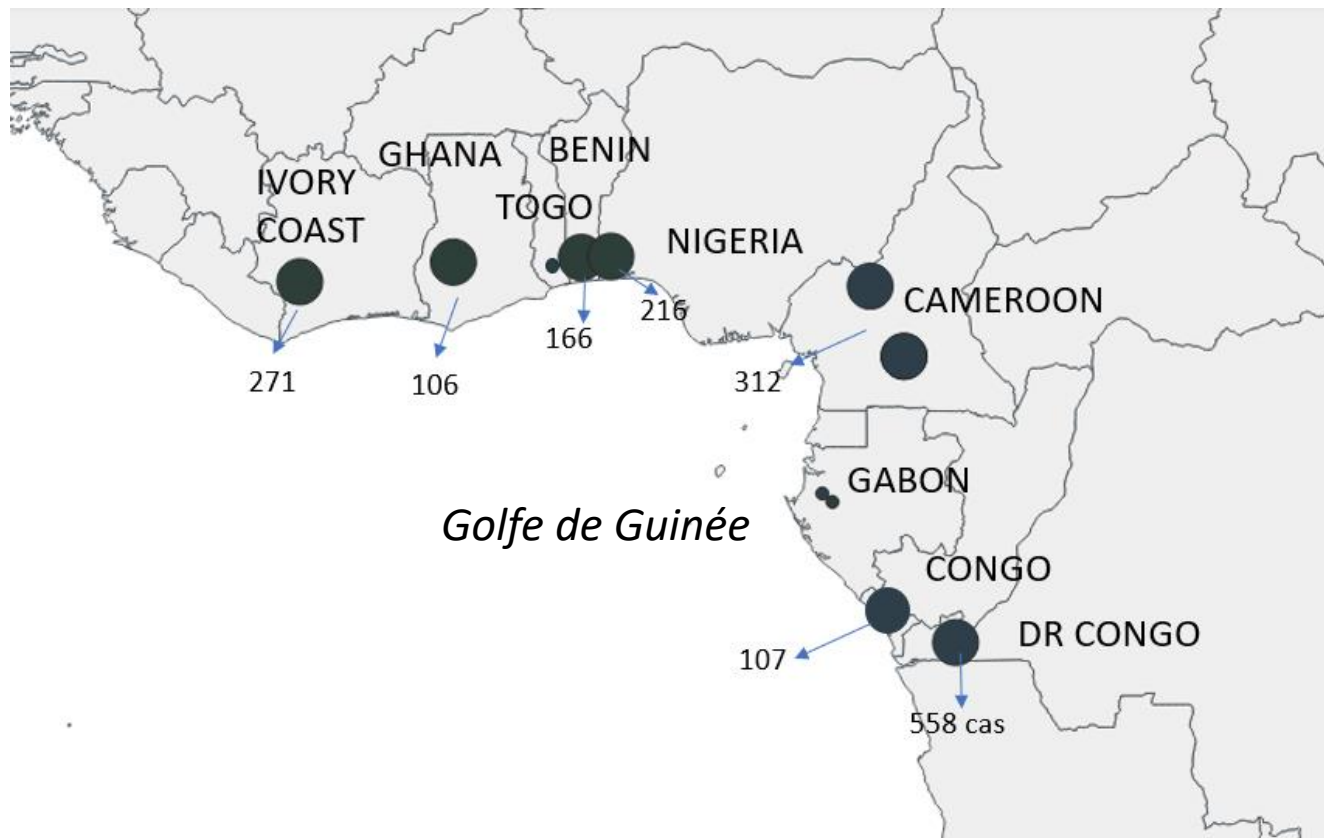 GHANA
BENIN
IVORY
COAST
TOGO
NIGERIA
CAMEROON
216
166
271
106
312
GABON
Golfe de Guinée
CONGO
DR CONGO
107
558 cas